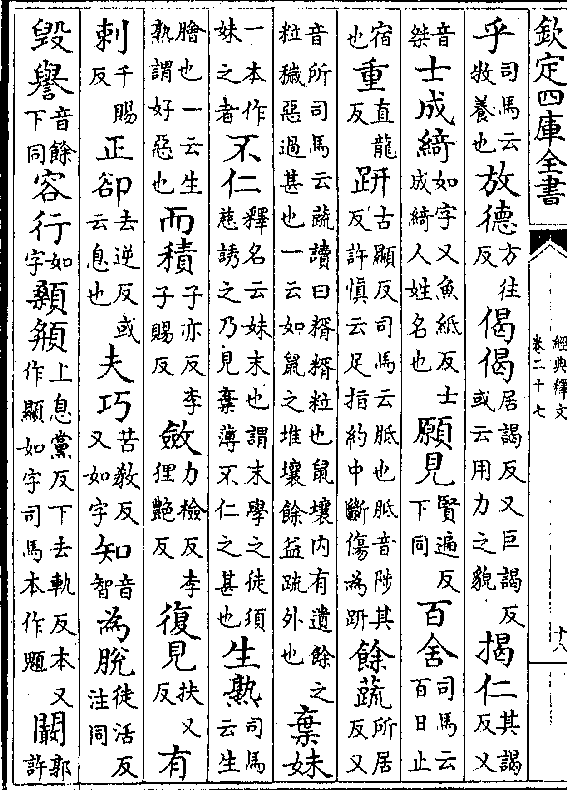 欽定四庫全書
經典釋文
卷二十七
十八
乎司馬云牧養也放德方往反偈偈居謁反又巨謁反或云用力之貌揭仁其謁反又
音桀士成綺如字又魚紙反士成綺人姓名也願見賢遍反下同百舍司馬云百日止
宿也重直龍反趼古顯反司馬云胝也胝音陟其反許慎云足指約中斷傷為趼餘蔬所居反又
音所司馬云蔬讀曰糈糈粒也鼠壤內有遺餘之粒穢惡過甚也一云如鼠之堆壤餘益疏外也棄妹
一本作妹之者不仁釋名云妹末也謂末學之徒須慈誘之乃見棄薄不仁之甚也生熟司馬云生
膾也一云生熟謂好惡也而積子亦反李子賜反斂力檢反李狸艷反復見扶又反有
刺千賜反正卻去逆反或云息也夫巧苦教反又如字知音智為脫徒活反注同
毀譽音餘下同容行如字顙頯上息黨反下去軌反本又作顯如字司馬本作題闞郭許